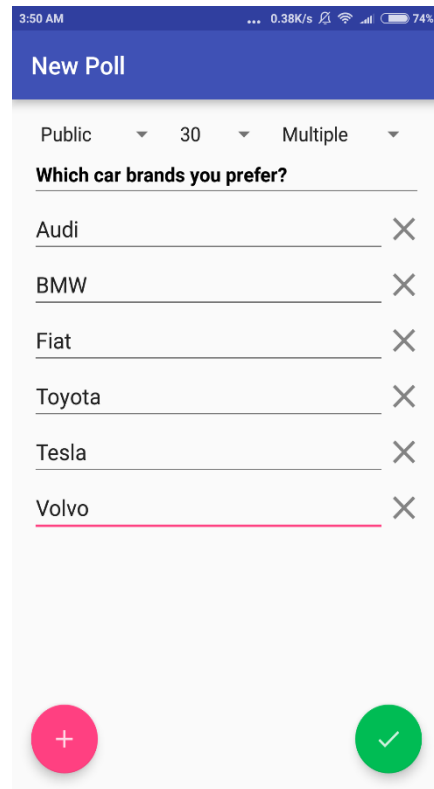 3:50 AM ... 0.38K/s 74%
New Poll
Public 30 Multiple
Which car brands you prefer?
Audi
BMW
Fiat
Toyota
Tesla
Volvo